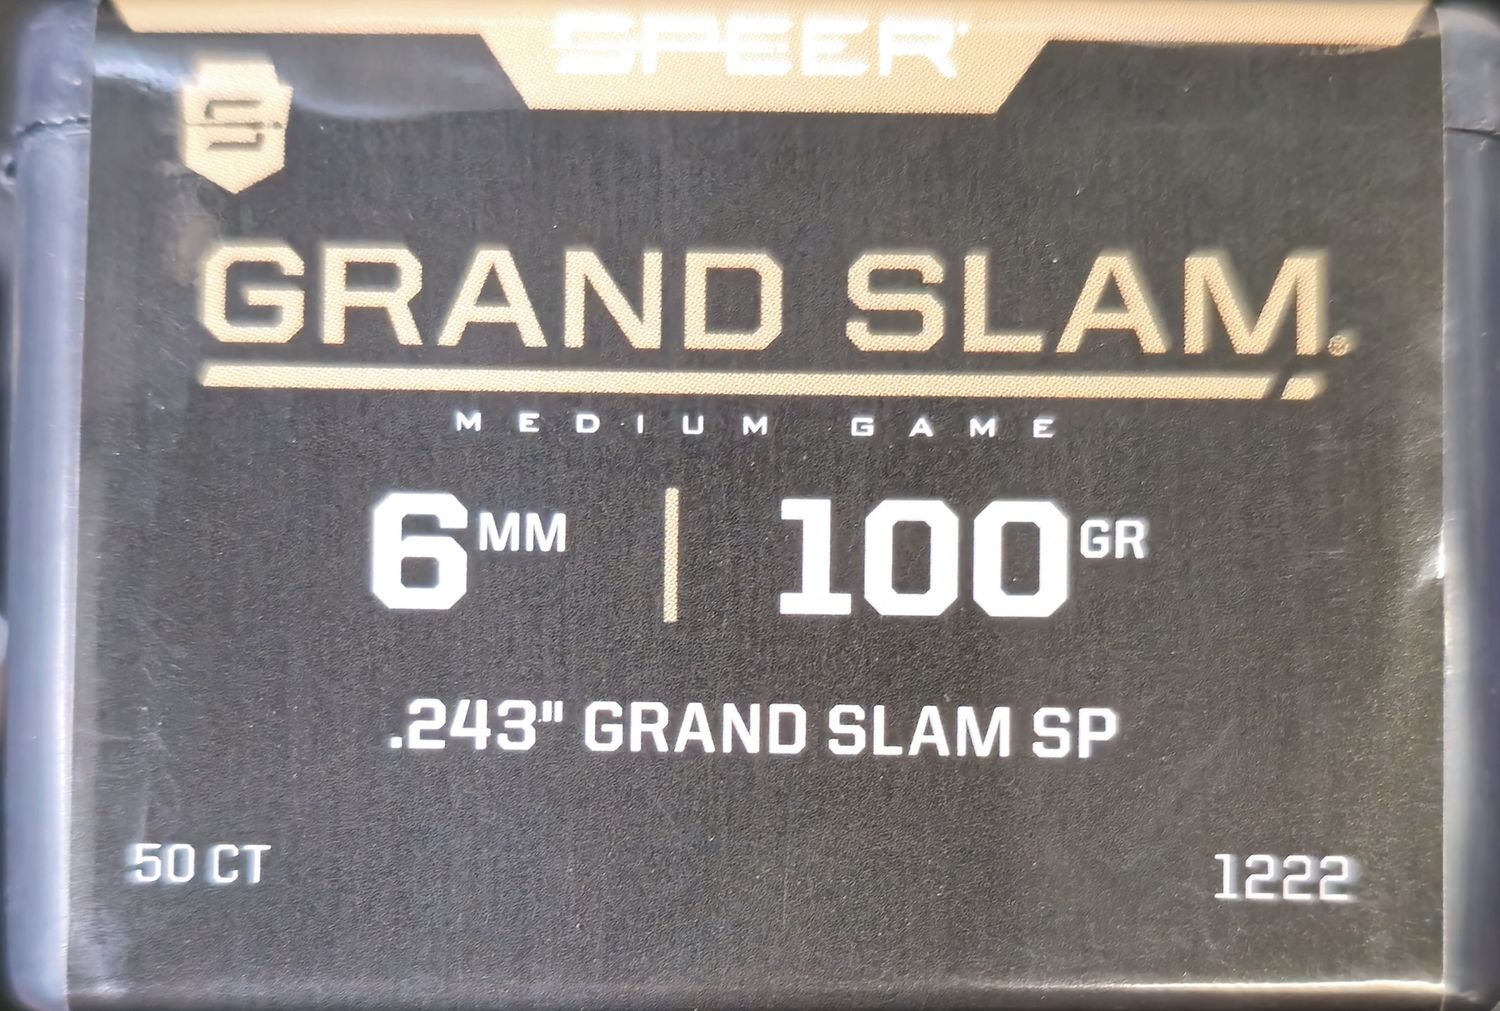 SPEER
S
GRAND SLAM®
MEDIUM GAME
6 MM | 100 GR
.243" GRAND SLAM SP
50 CT
1222